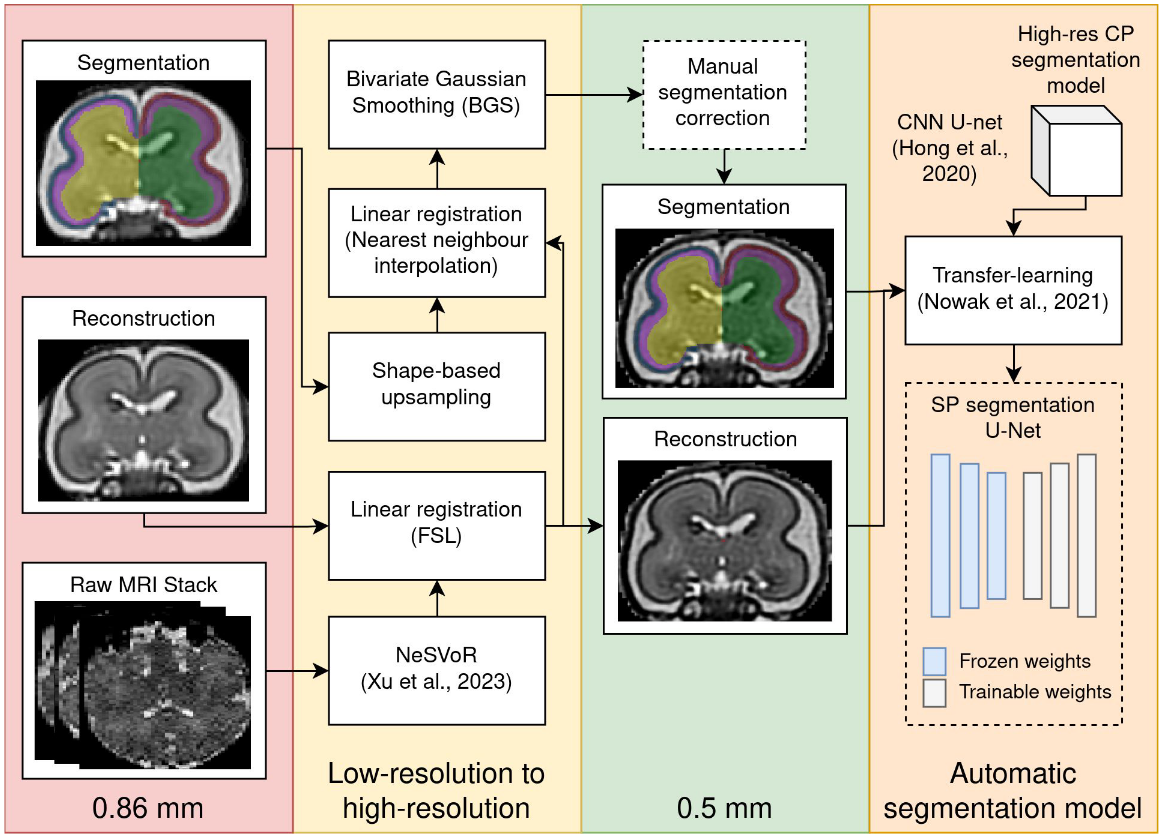 Segmentation
Reconstruction
Raw MRI Stack
0.86 mm
Bivariate Gaussian
Smoothing (BGS)
Linear registration
(Nearest neighbour
interpolation)
Shape-based
upsampling
Linear registration
(FSL)
NeSVoR
(Xu et al., 2023)
Low-resolution to
high-resolution
Manual
segmentation
correction
Segmentation
Reconstruction
0.5 mm
High-res CP
segmentation
model
CNN U-net
(Hong et al.,
2020)
Transfer-learning
(Nowak et al., 2021)
SP segmentation
U-Net
Frozen weights
Trainable weights
Automatic
segmentation model